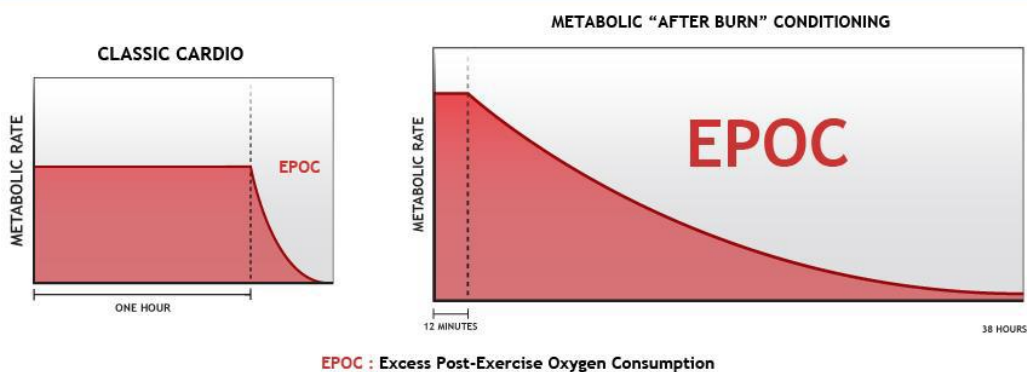 CLASSIC CARDIO
METABOLIC RATE
EPOC
ONE HOUR
METABOLIC “AFTER BURN” CONDITIONING
METABOLIC RATE
EPOC
12 MINUTES
38 HOURS
EPOC : Excess Post-Exercise Oxygen Consumption